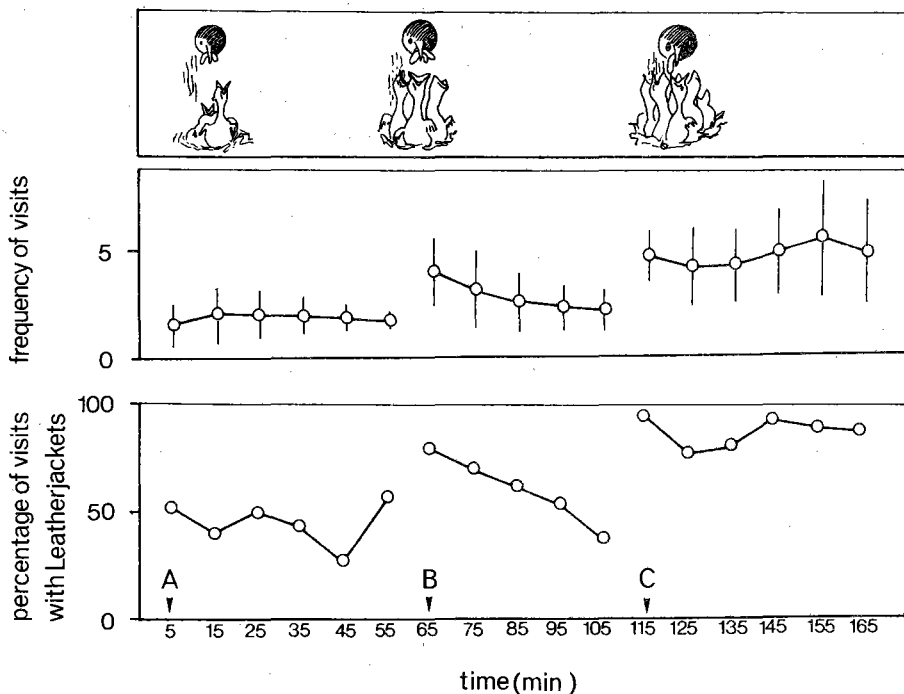 frequency of visits
5
0
percentage of visits
with Leatherjackets
100
50
0
A B C
5 15 25 35 45 55 65 75 85 95 105 115 125 135 145 155 165
time (min)